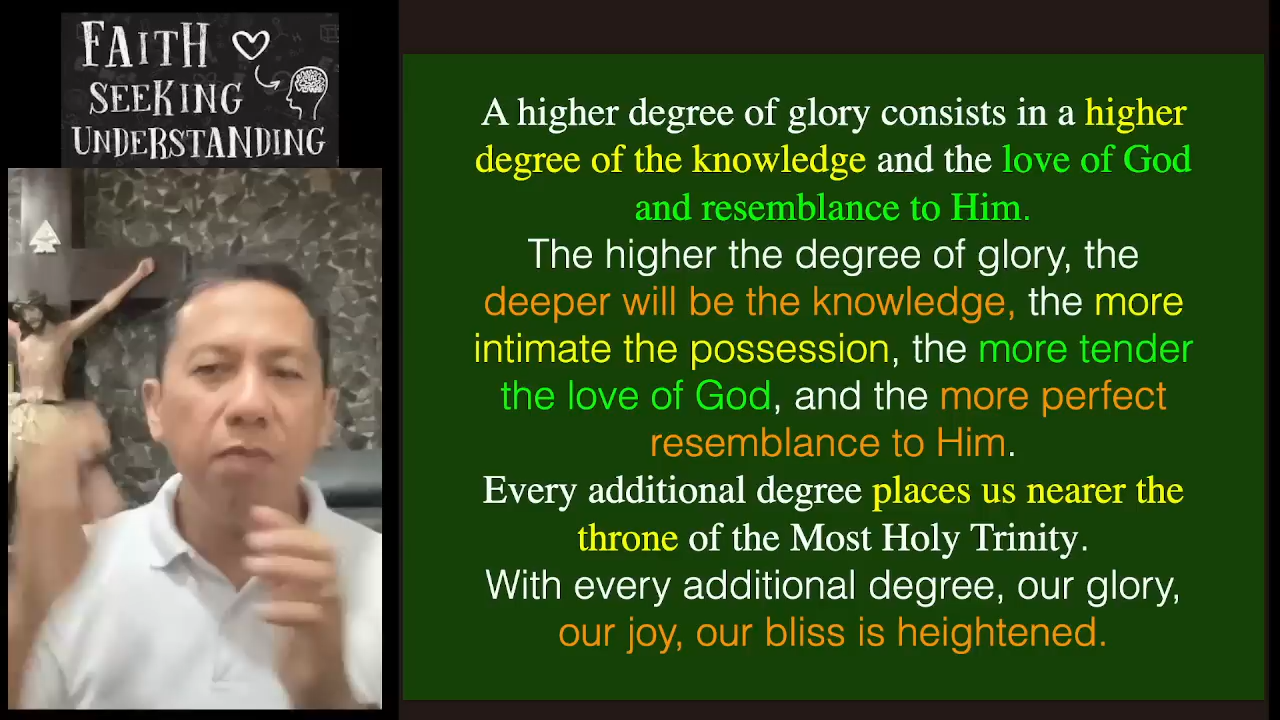 FAITH
SEEKING
UNDERSTANDING
A higher degree of glory consists in a higher
degree of the knowledge and the love of God
and resemblance to Him.
The higher the degree of glory, the
deeper will be the knowledge, the more
intimate the possession, the more tender
the love of God, and the more perfect
resemblance to Him.
Every additional degree places us nearer the
throne of the Most Holy Trinity.
With every additional degree, our glory,
our joy, our bliss is heightened.